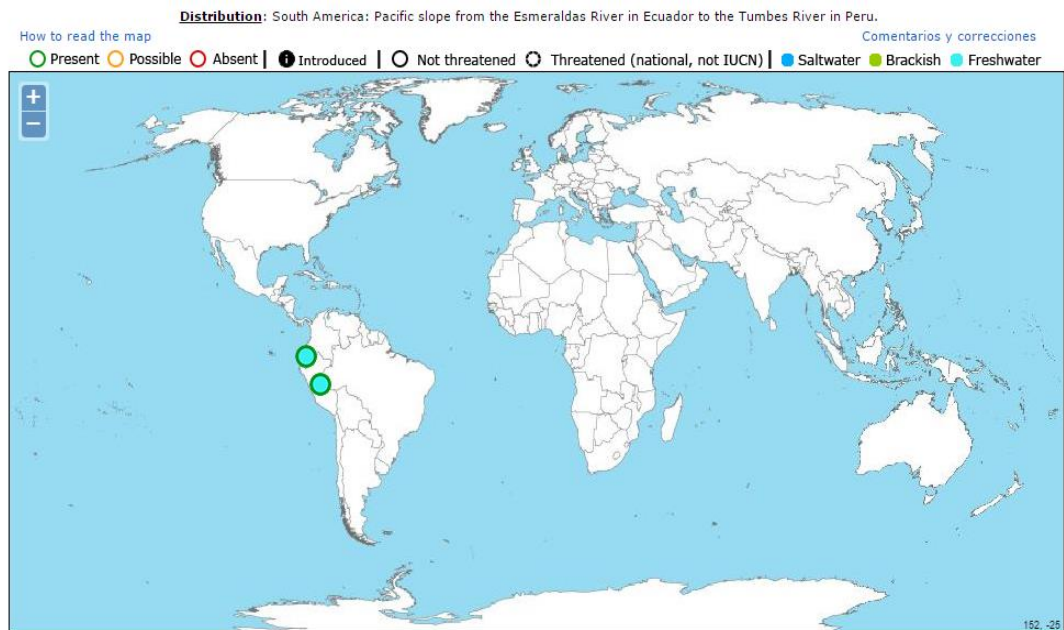 Distribution: South America: Pacific slope from the Esmeraldas River in Ecuador to the Tumbes River in Peru.
How to read the map Comentarios y correcciones
Present Possible Absent | i Introduced | Not threatened Threatened (national, not IUCN) | Saltwater Brackish Freshwater
+
−
152, -25